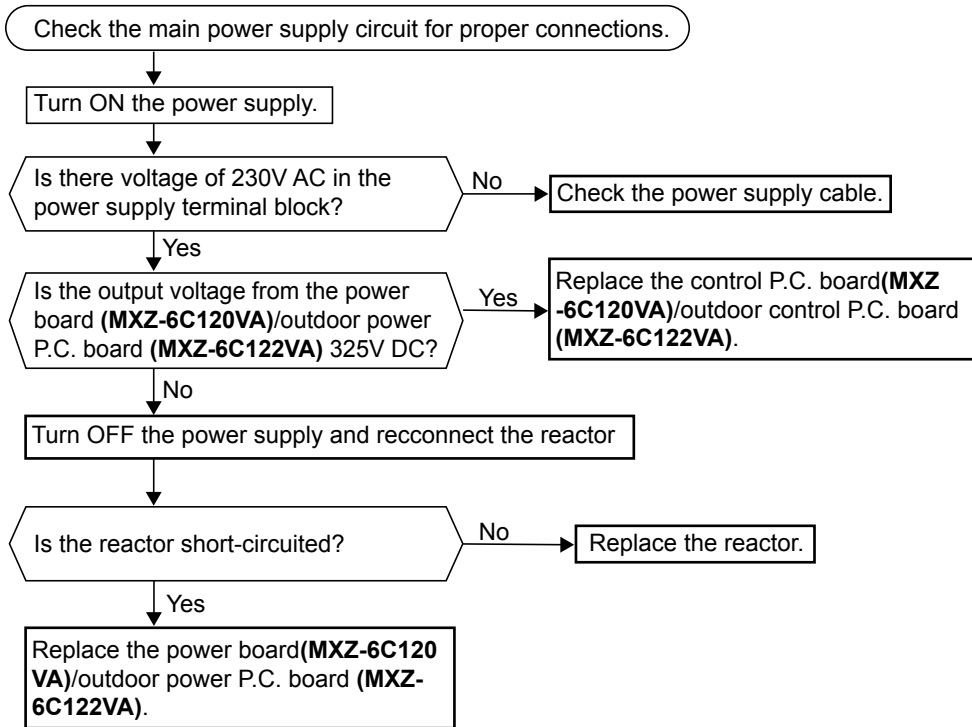 Check the main power supply circuit for proper connections.
Turn ON the power supply.
Is there voltage of 230V AC in the
power supply terminal block?
No
Check the power supply cable.
Yes
Is the output voltage from the power
board (MXZ-6C120VA)/outdoor power
P.C. board (MXZ-6C122VA) 325V DC?
Yes
Replace the control P.C. board(MXZ
-6C120VA)/outdoor control P.C. board
(MXZ-6C122VA).
No
Turn OFF the power supply and recconnect the reactor
Is the reactor short-circuited?
No
Replace the reactor.
Yes
Replace the power board(MXZ-6C120
VA)/outdoor power P.C. board (MXZ-
6C122VA).